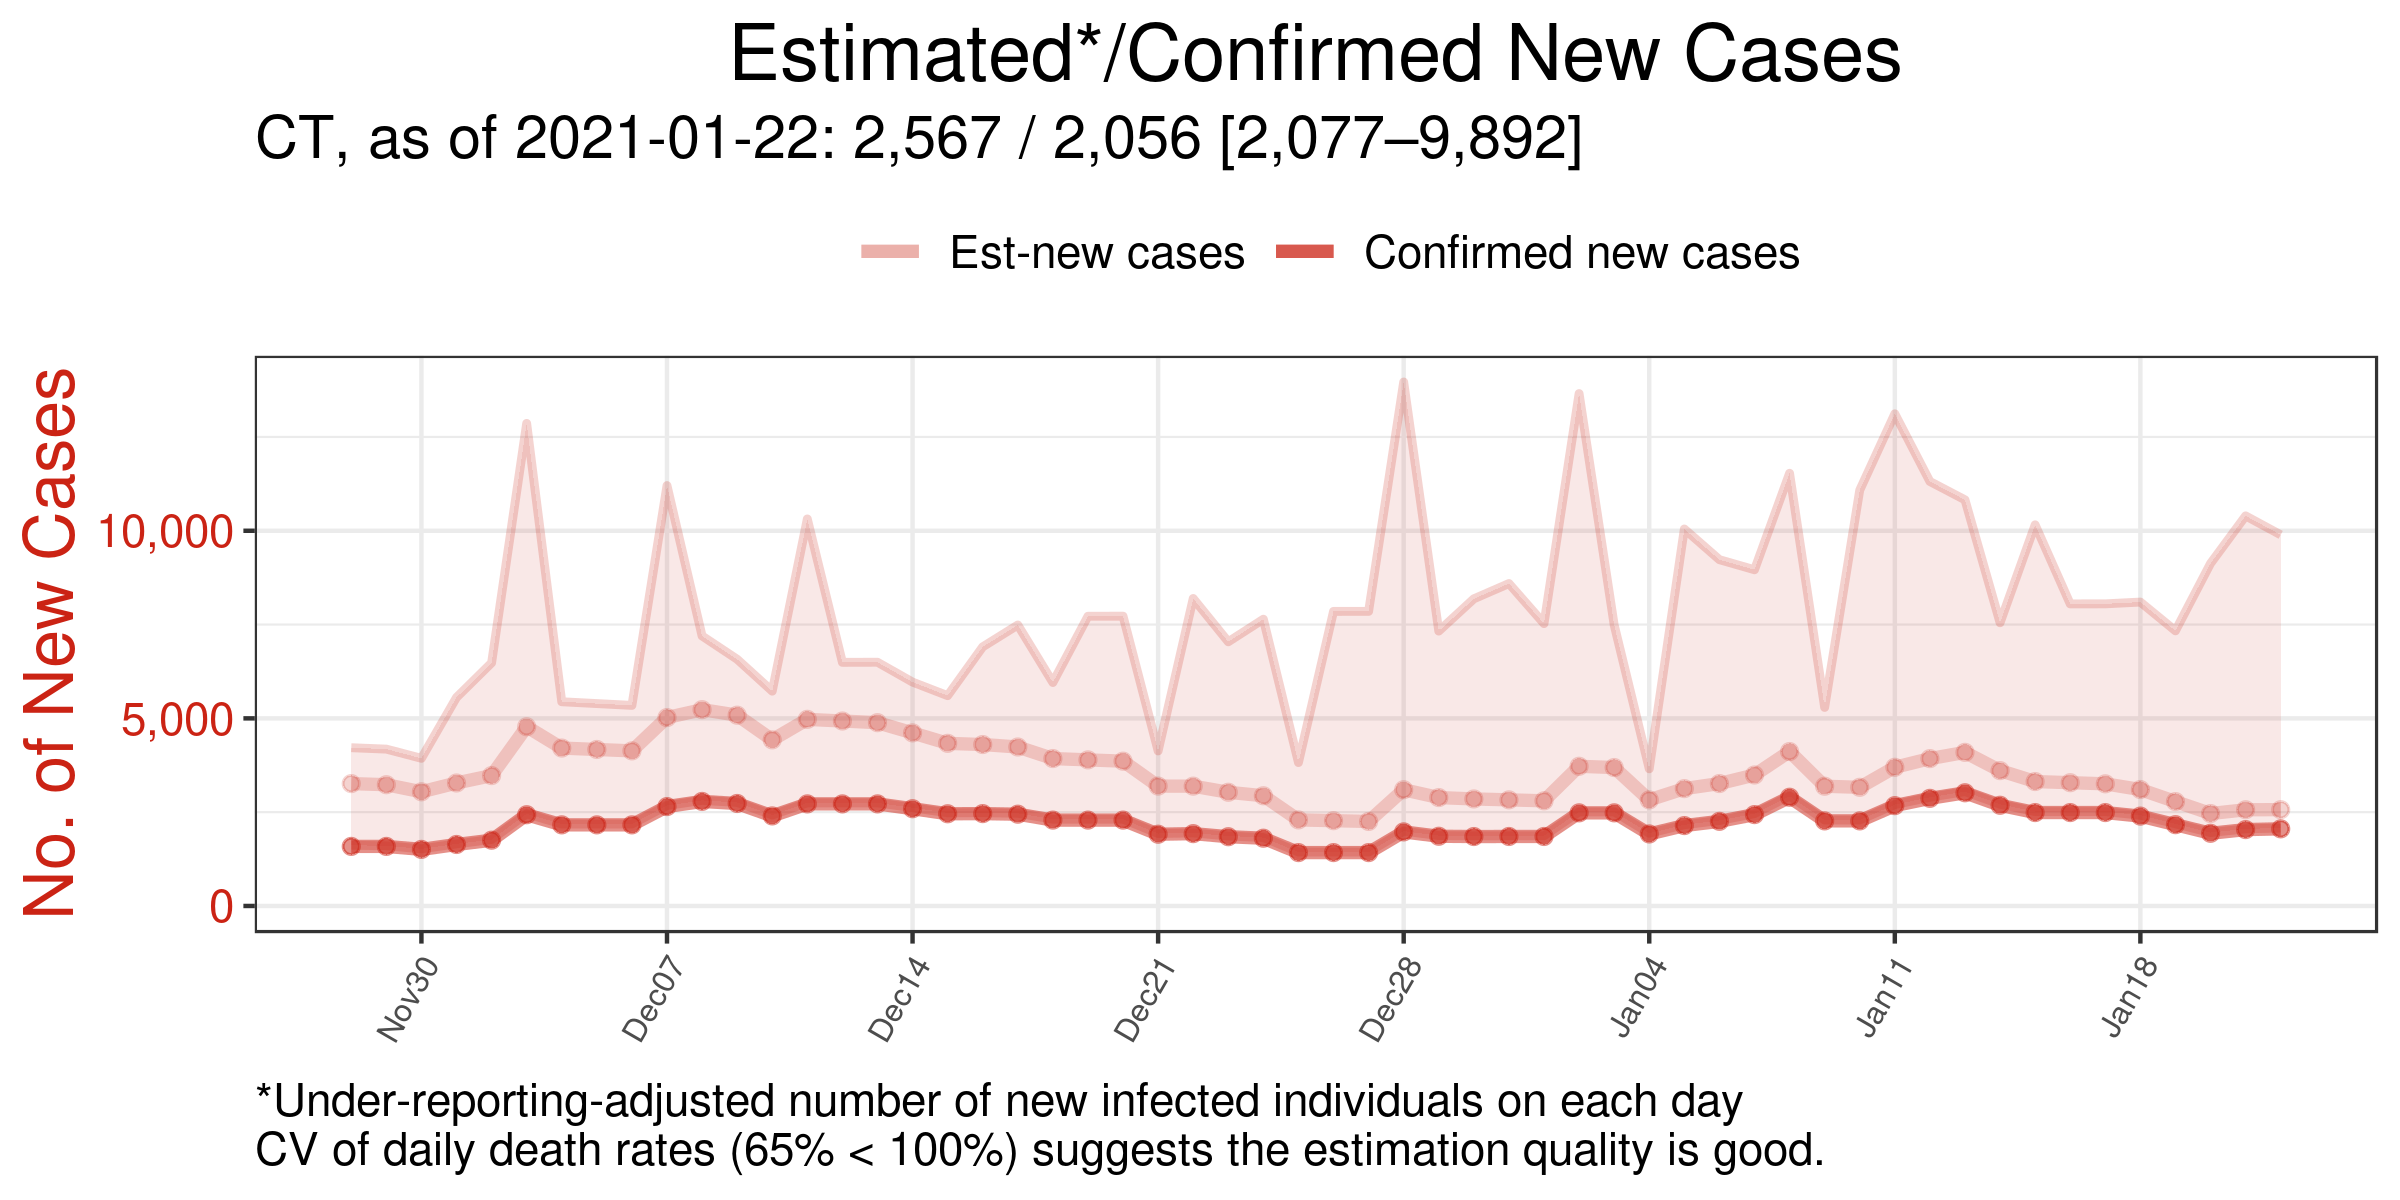 Estimated*/Confirmed New Cases
CT, as of 2021-01-22: 2,567 / 2,056 [2,077–9,892]
Est-new cases
Confirmed new cases
No. of New Cases
10,000
5,000
0
Nov30
Dec07
Dec14
Dec21
Dec28
Jan04
Jan11
Jan18
*Under-reporting-adjusted number of new infected individuals on each day
CV of daily death rates (65% < 100%) suggests the estimation quality is good.